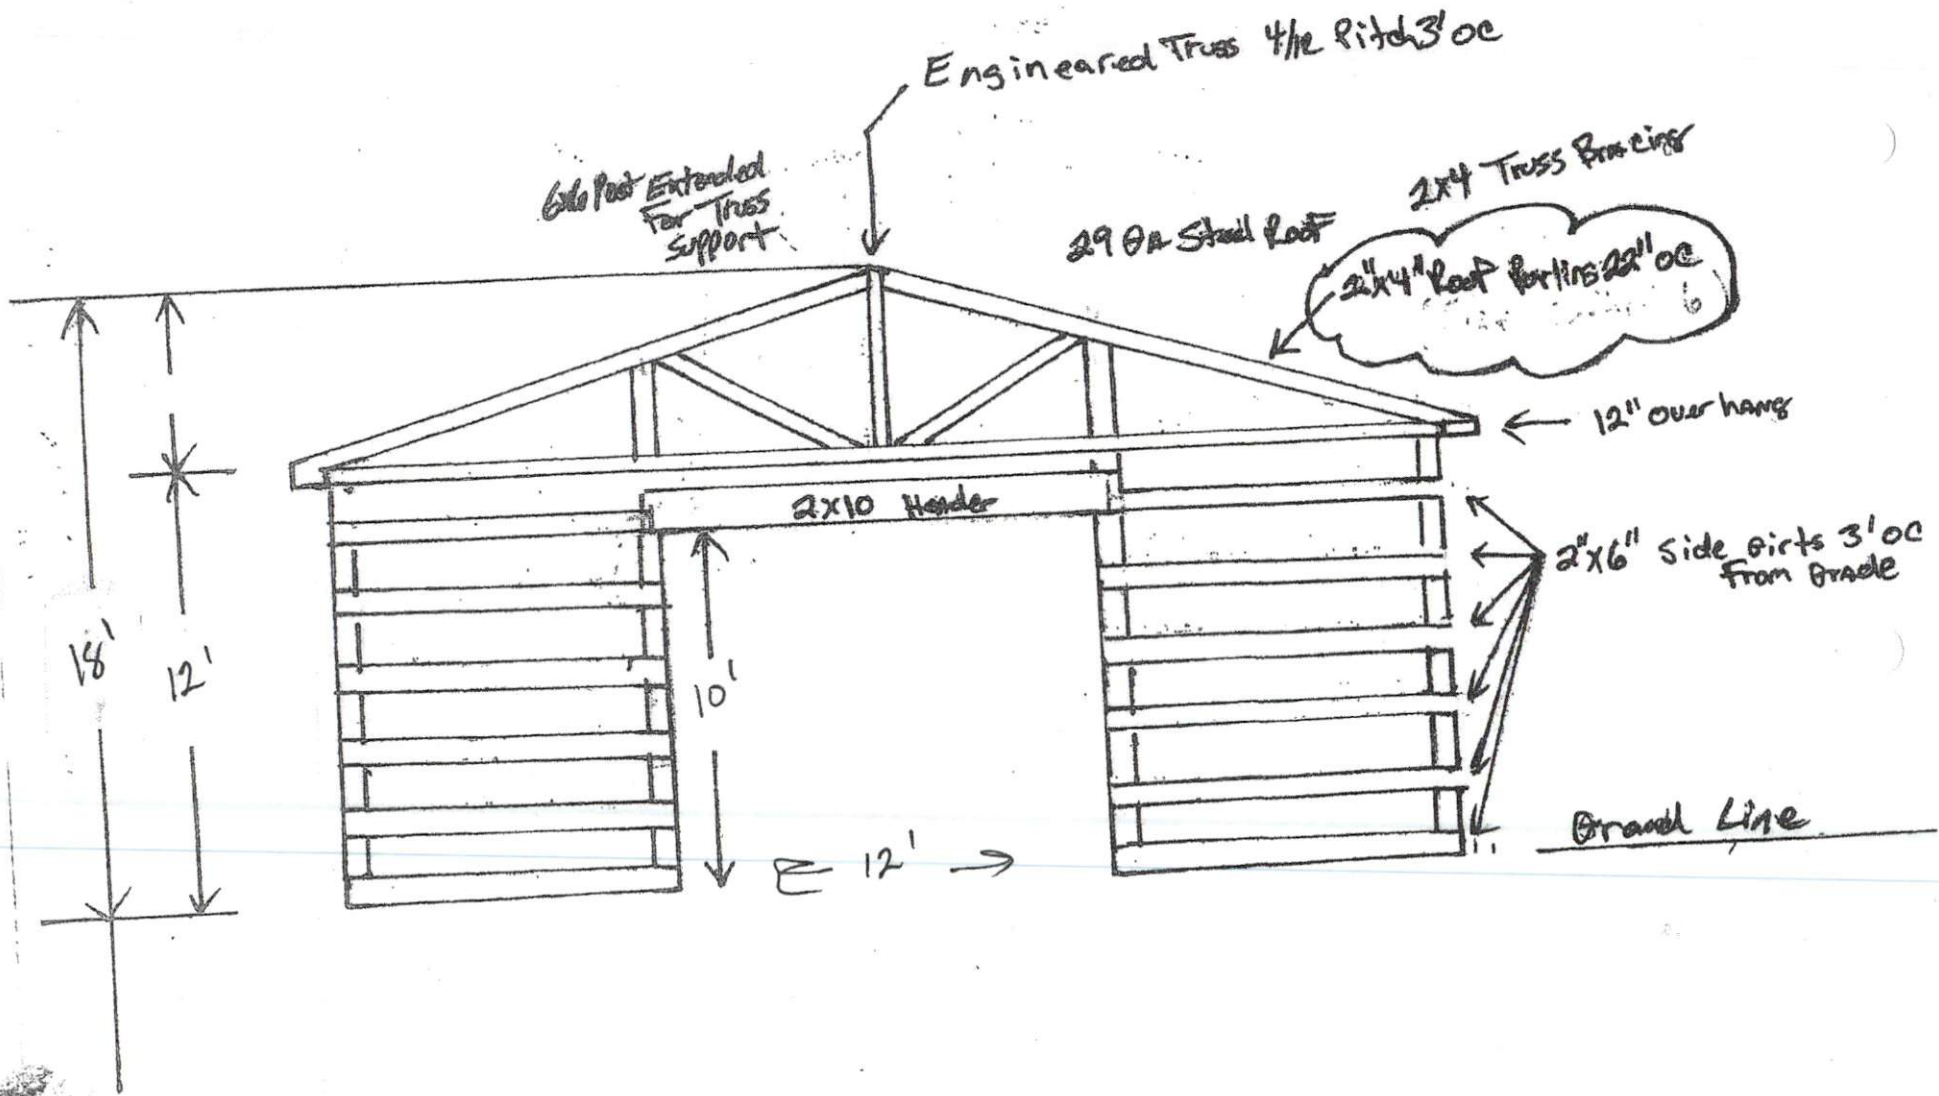 Engineared Truss 4/12 Pitch 3' OC
6x6 Post Extended
For Truss
Support
2x4 Truss Bracing
29 GA Steel Roof
2"x4" Roof Purlins 22" OC
12" over hang
2x10 Header
2"x6" Side Girts 3' OC
From Grade
18'
12'
10'
12'
Line